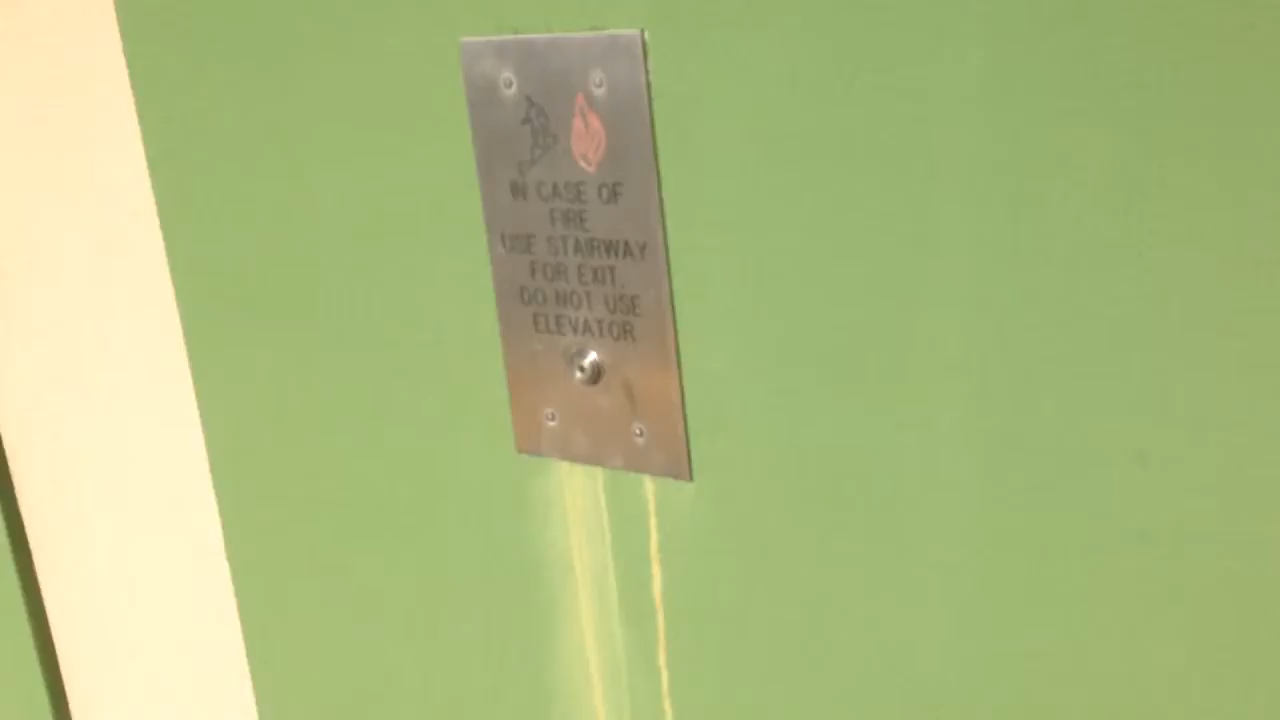 IN CASE OF
FIRE
USE STAIRWAY
FOR EXIT.
DO NOT USE
ELEVATOR